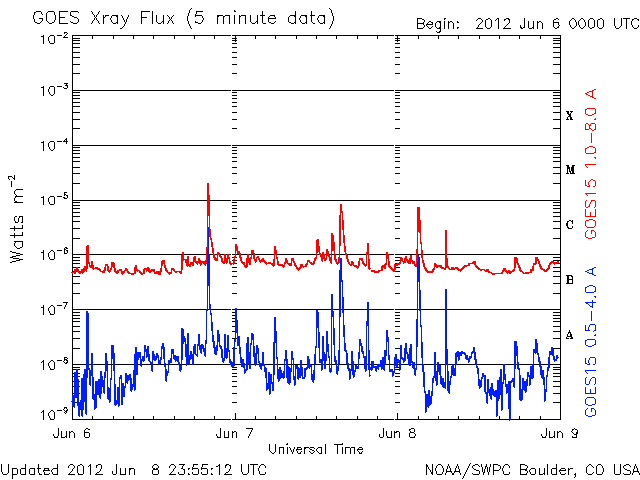 GOES Xray Flux (5 minute data)
Begin: 2012 Jun 6 0000 UTC
10⁻²
10⁻³
10⁻⁴
10⁻⁵
10⁻⁶
10⁻⁷
10⁻⁸
10⁻⁹
Watts m⁻²
X
M
C
B
A
GOES15 1.0-8.0 A
GOES15 0.5-4.0 A
Jun 6 Jun 7 Jun 8 Jun 9
Universal Time
Updated 2012 Jun 8 23:55:12 UTC
NOAA/SWPC Boulder, CO USA